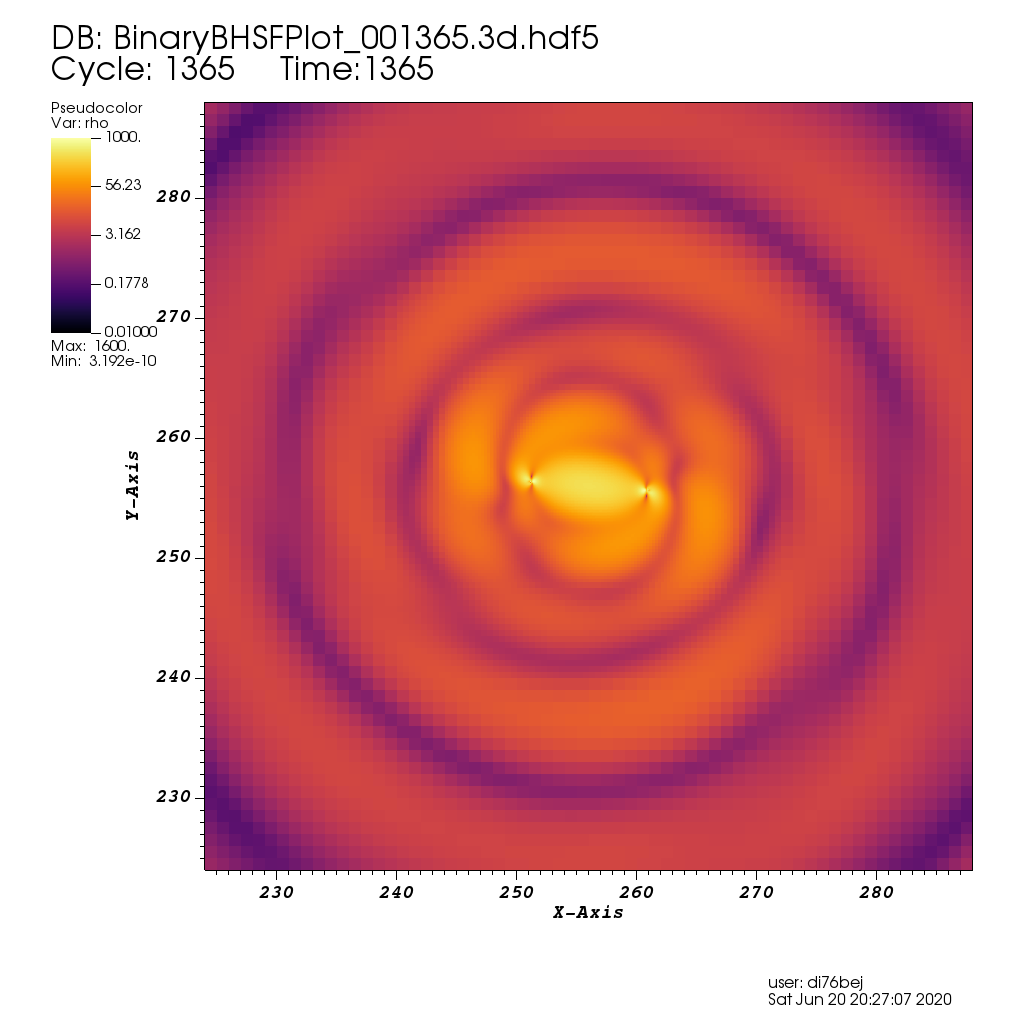 DB: BinaryBHSFPlot_001365.3d.hdf5
Cycle: 1365 Time:1365
Pseudocolor
Var: rho
1000.
56.23
3.162
0.1778
0.01000
Max: 1600.
Min: 3.192e-10
280
270
260
250
240
230
Y-Axis
230 240 250 260 270 280
X-Axis
user: di76bej
Sat Jun 20 20:27:07 2020